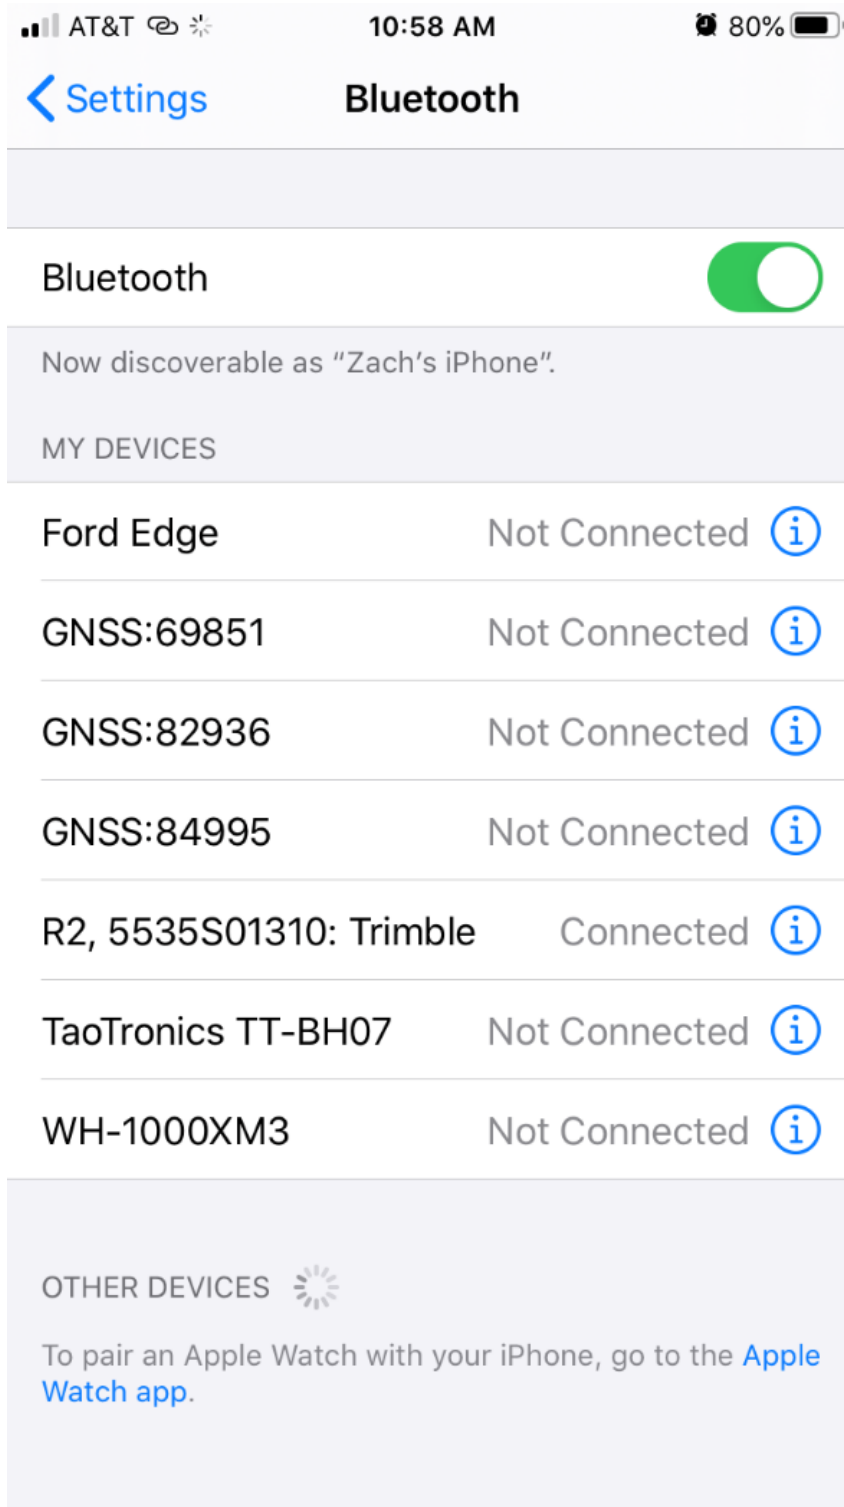 AT&T 10:58 AM 80%
Settings Bluetooth
Bluetooth
Now discoverable as “Zach’s iPhone”.
MY DEVICES
Ford Edge Not Connected
GNSS:69851 Not Connected
GNSS:82936 Not Connected
GNSS:84995 Not Connected
R2, 5535S01310: Trimble Connected
TaoTronics TT-BH07 Not Connected
WH-1000XM3 Not Connected
OTHER DEVICES
To pair an Apple Watch with your iPhone, go to the Apple
Watch app.